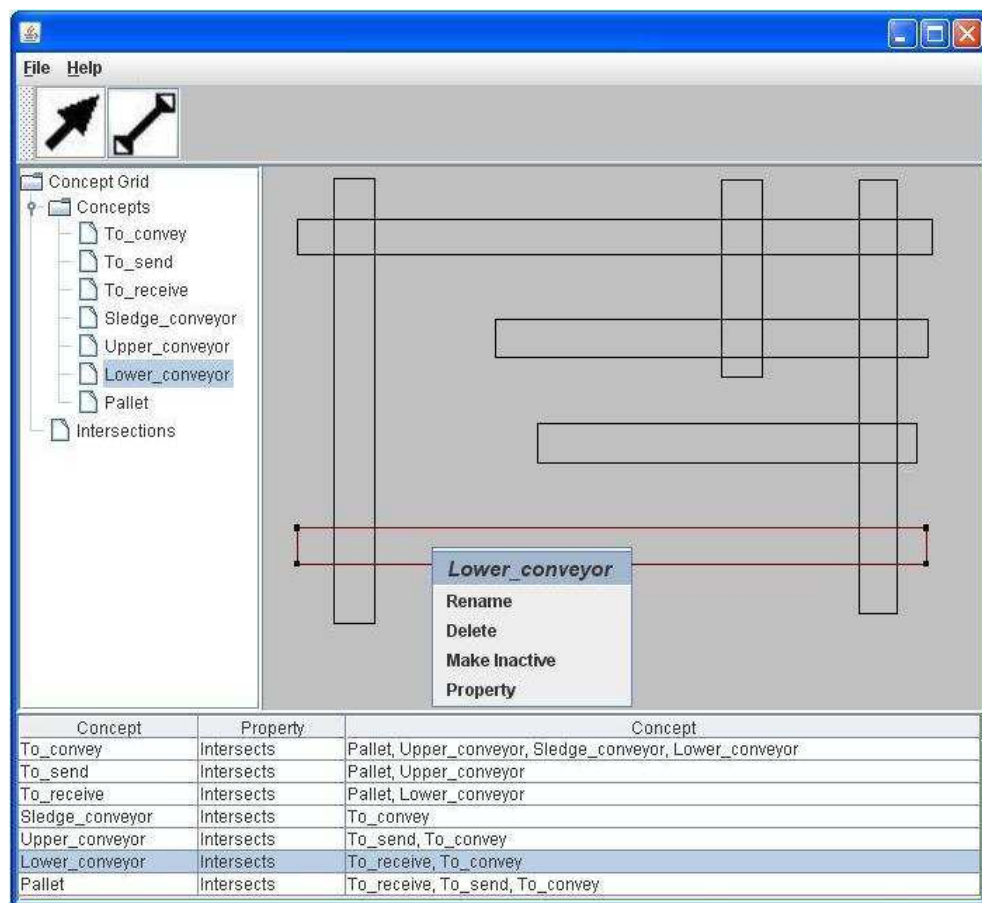 File Help
Concept Grid
Concepts
To_convey
To_send
To_receive
Sledge_conveyor
Upper_conveyor
Lower_conveyor
Pallet
Intersections
Lower_conveyor
Rename
Delete
Make Inactive
Property
Concept Property Concept
To_convey Intersects Pallet, Upper_conveyor, Sledge_conveyor, Lower_conveyor
To_send Intersects Pallet, Upper_conveyor
To_receive Intersects Pallet, Lower_conveyor
Sledge_conveyor Intersects To_convey
Upper_conveyor Intersects To_send, To_convey
Lower_conveyor Intersects To_receive, To_convey
Pallet Intersects To_receive, To_send, To_convey